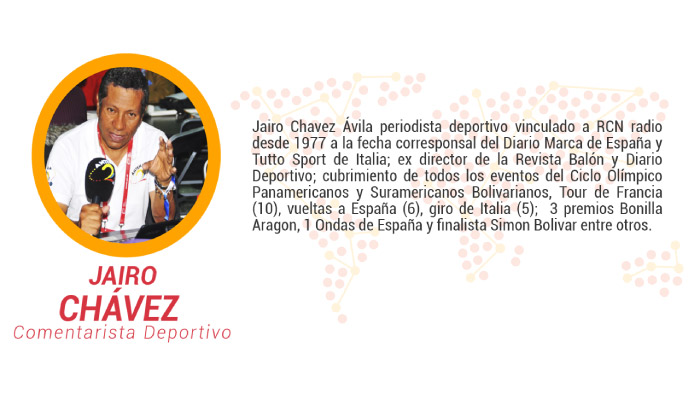 Jairo Chavez Ávila periodista deportivo vinculado a RCN radio
desde 1977 a la fecha corresponsal del Diario Marca de España y
Tutto Sport de Italia; ex director de la Revista Balón y Diario
Deportivo; cubrimiento de todos los eventos del Ciclo Olímpico
Panamericanos y Suramericanos Bolivarianos, Tour de Francia
(10), vueltas a España (6), giro de Italia (5); 3 premios Bonilla
Aragon, 1 Ondas de España y finalista Simon Bolivar entre otros.
JAIRO
CHÁVEZ
Comentarista Deportivo